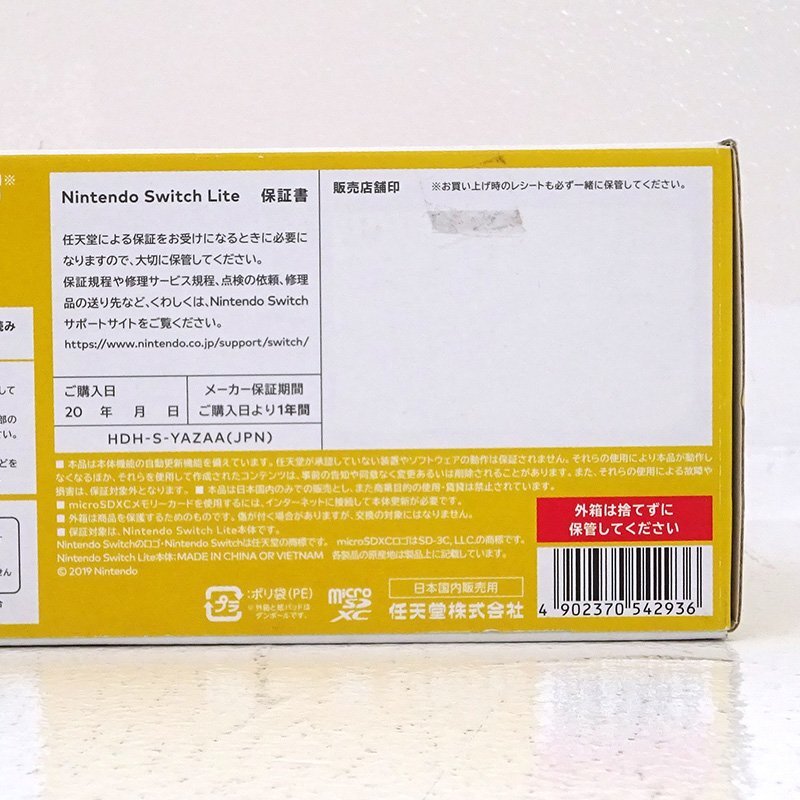 ※
Nintendo Switch Lite 保証書
任天堂による保証をお受けになるときに必要に
なりますので、大切に保管してください。
保証規程や修理サービス規程、点検の依頼、修理
品の送り先など、くわしくは、Nintendo Switch
サポートサイトをご覧ください。
https://www.nintendo.co.jp/support/switch/
ご購入日
20 年 月 日
メーカー保証期間
ご購入日より1年間
HDH-S-YAZAA(JPN)
販売店舗印 ※お買い上げ時のレシートも必ず一緒に保管してください。
読み
して
部の
い。
どを
せん
合
■ 本品は本体機能の自動更新機能を備えています。任天堂が承認していない装置やソフトウェアの動作は保証されません。それらの使用により本品が動作し
なくなるほか、それらを使用して作成されたコンテンツは、事前の告知や同意なく変更あるいは削除されることがあります。また、それらの使用による故障や
損害は、保証対象外となります。 ■ 本品は日本国内のみでの販売とし、また商業目的の使用・賃貸は禁止されています。
■ microSDXCメモリーカードを使用するには、インターネットに接続して本体更新が必要です。
■ 外箱は商品を保護するためのものです。傷が付く場合がありますが、交換の対象にはなりません。
■ 保証対象は、Nintendo Switch Lite本体です。
Nintendo Switchのロゴ・Nintendo Switchは任天堂の商標です。 microSDXCロゴはSD-3C, LLC.の商標です。
Nintendo Switch Lite本体:MADE IN CHINA OR VIETNAM 各製品の原産地は製品上に記載しています。
© 2019 Nintendo
プラ
:ポリ袋(PE)
※外箱と紙パッドは
ダンボールです。
micro
SD
XC
日本国内販売用
任天堂株式会社
外箱は捨てずに
保管してください
4 902370 542936